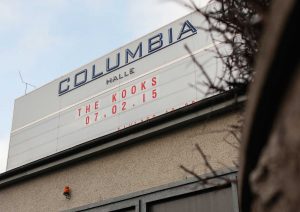 COLUMBIA
HALLE
THE KOOKS
07.02.15